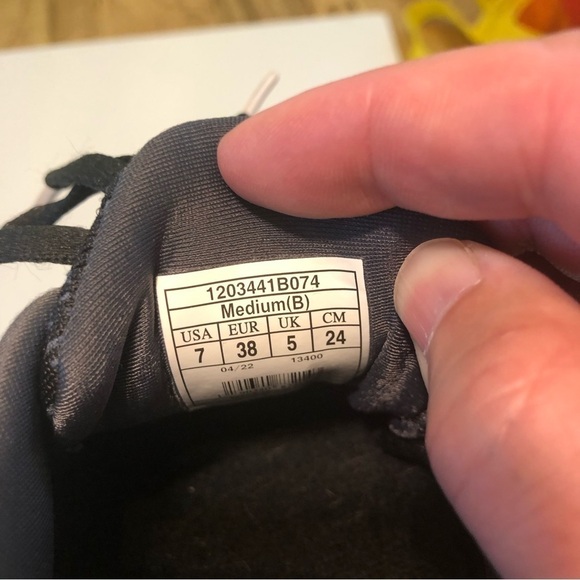 1203441B074
Medium(B)
USA EUR UK CM
7 38 5 24
04/22 13400